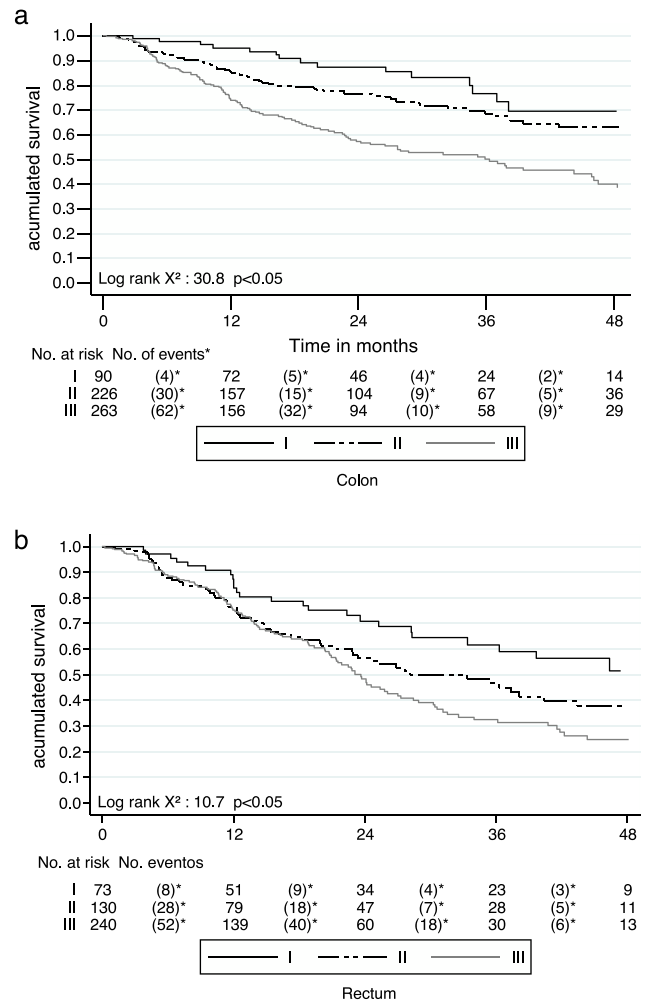 a
acumulated survival
1.0
0.9
0.8
0.7
0.6
0.5
0.4
0.3
0.2
0.1
0.0
Log rank X² : 30.8 p<0.05
0 12 24 36 48
Time in months
No. at risk No. of events*
I 90 (4)* 72 (5)* 46 (4)* 24 (2)* 14
II 226 (30)* 157 (15)* 104 (9)* 67 (5)* 36
III 263 (62)* 156 (32)* 94 (10)* 58 (9)* 29
I II III
Colon
b
acumulated survival
1.0
0.9
0.8
0.7
0.6
0.5
0.4
0.3
0.2
0.1
0.0
Log rank X² : 10.7 p<0.05
0 12 24 36 48
No. at risk No. eventos
I 73 (8)* 51 (9)* 34 (4)* 23 (3)* 9
II 130 (28)* 79 (18)* 47 (7)* 28 (5)* 11
III 240 (52)* 139 (40)* 60 (18)* 30 (6)* 13
I II III
Rectum